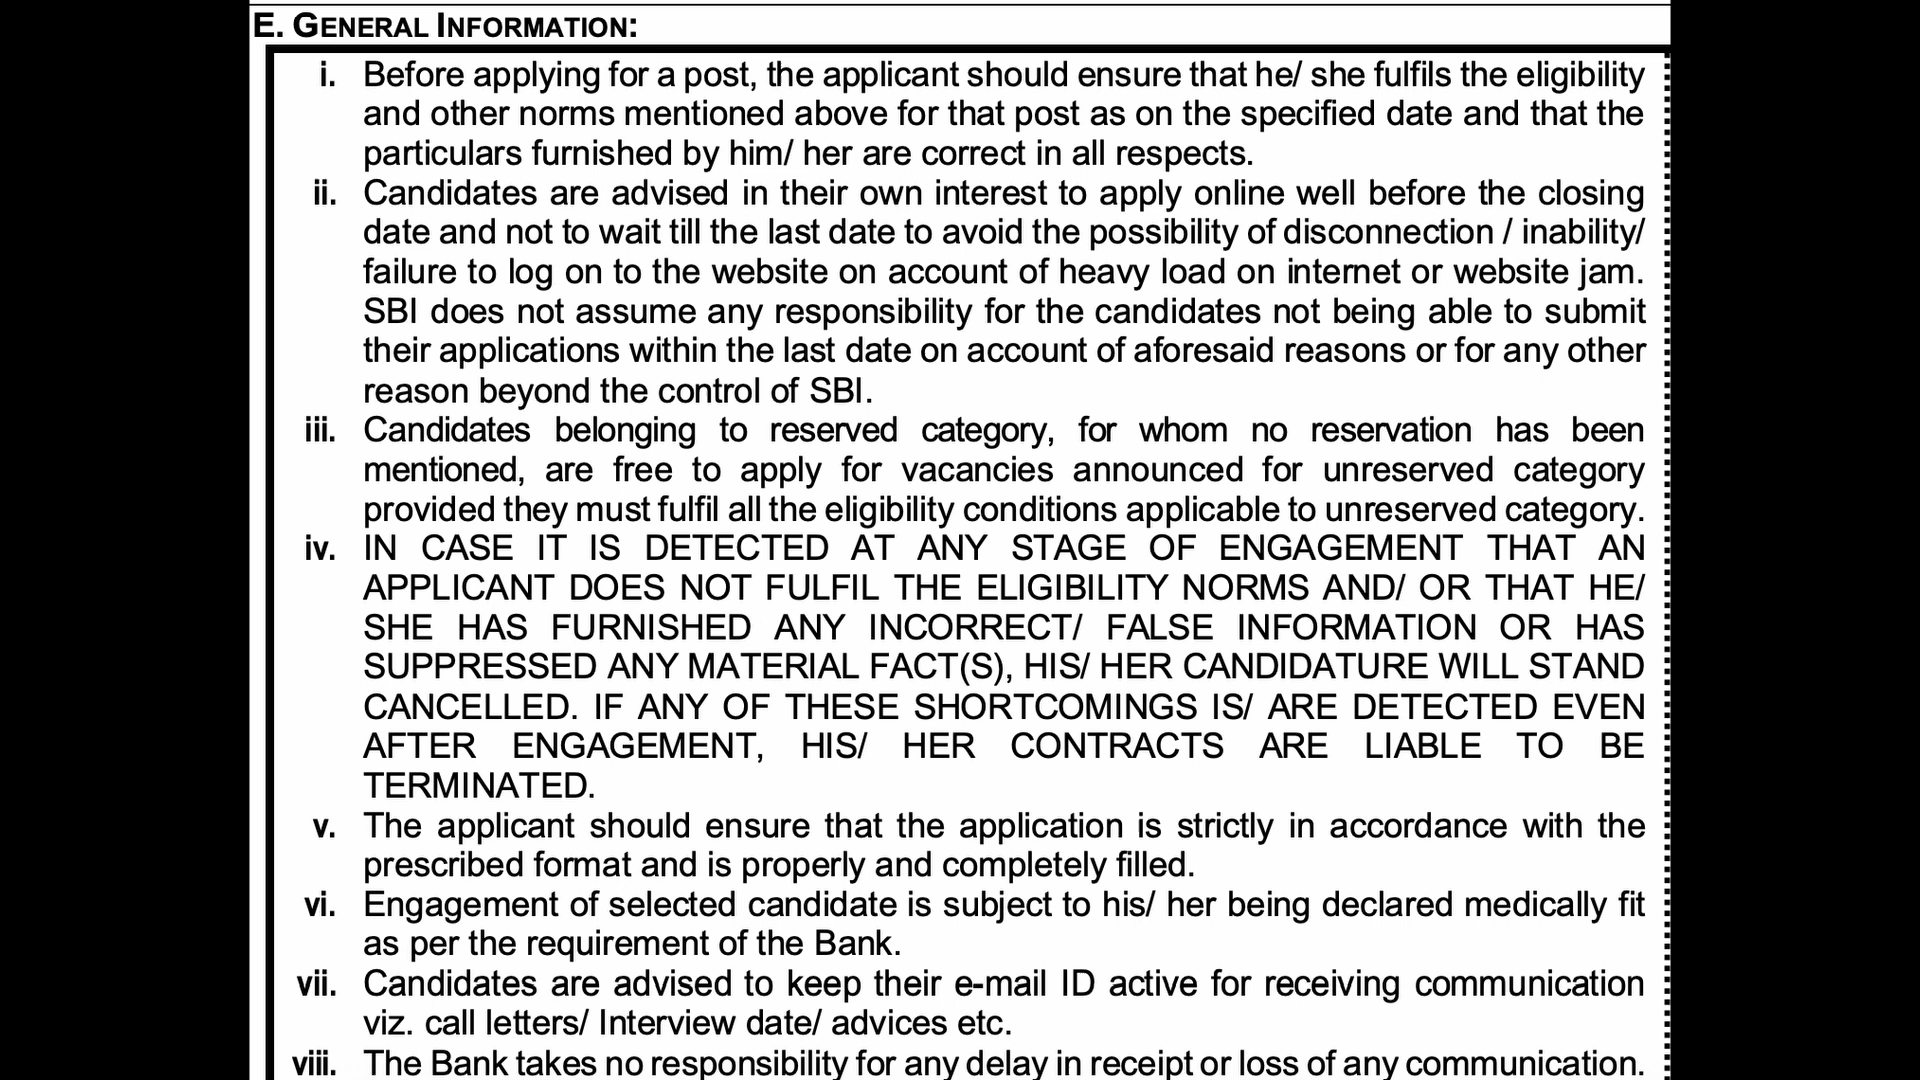 E. GENERAL INFORMATION:
i. Before applying for a post, the applicant should ensure that he/ she fulfils the eligibility
and other norms mentioned above for that post as on the specified date and that the
particulars furnished by him/ her are correct in all respects.
ii. Candidates are advised in their own interest to apply online well before the closing
date and not to wait till the last date to avoid the possibility of disconnection / inability/
failure to log on to the website on account of heavy load on internet or website jam.
SBI does not assume any responsibility for the candidates not being able to submit
their applications within the last date on account of aforesaid reasons or for any other
reason beyond the control of SBI.
iii. Candidates belonging to reserved category, for whom no reservation has been
mentioned, are free to apply for vacancies announced for unreserved category
provided they must fulfil all the eligibility conditions applicable to unreserved category.
iv. IN CASE IT IS DETECTED AT ANY STAGE OF ENGAGEMENT THAT AN
APPLICANT DOES NOT FULFIL THE ELIGIBILITY NORMS AND/ OR THAT HE/
SHE HAS FURNISHED ANY INCORRECT/ FALSE INFORMATION OR HAS
SUPPRESSED ANY MATERIAL FACT(S), HIS/ HER CANDIDATURE WILL STAND
CANCELLED. IF ANY OF THESE SHORTCOMINGS IS/ ARE DETECTED EVEN
AFTER ENGAGEMENT, HIS/ HER CONTRACTS ARE LIABLE TO BE
TERMINATED.
v. The applicant should ensure that the application is strictly in accordance with the
prescribed format and is properly and completely filled.
vi. Engagement of selected candidate is subject to his/ her being declared medically fit
as per the requirement of the Bank.
vii. Candidates are advised to keep their e-mail ID active for receiving communication
viz. call letters/ Interview date/ advices etc.
viii. The Bank takes no responsibility for any delay in receipt or loss of any communication.